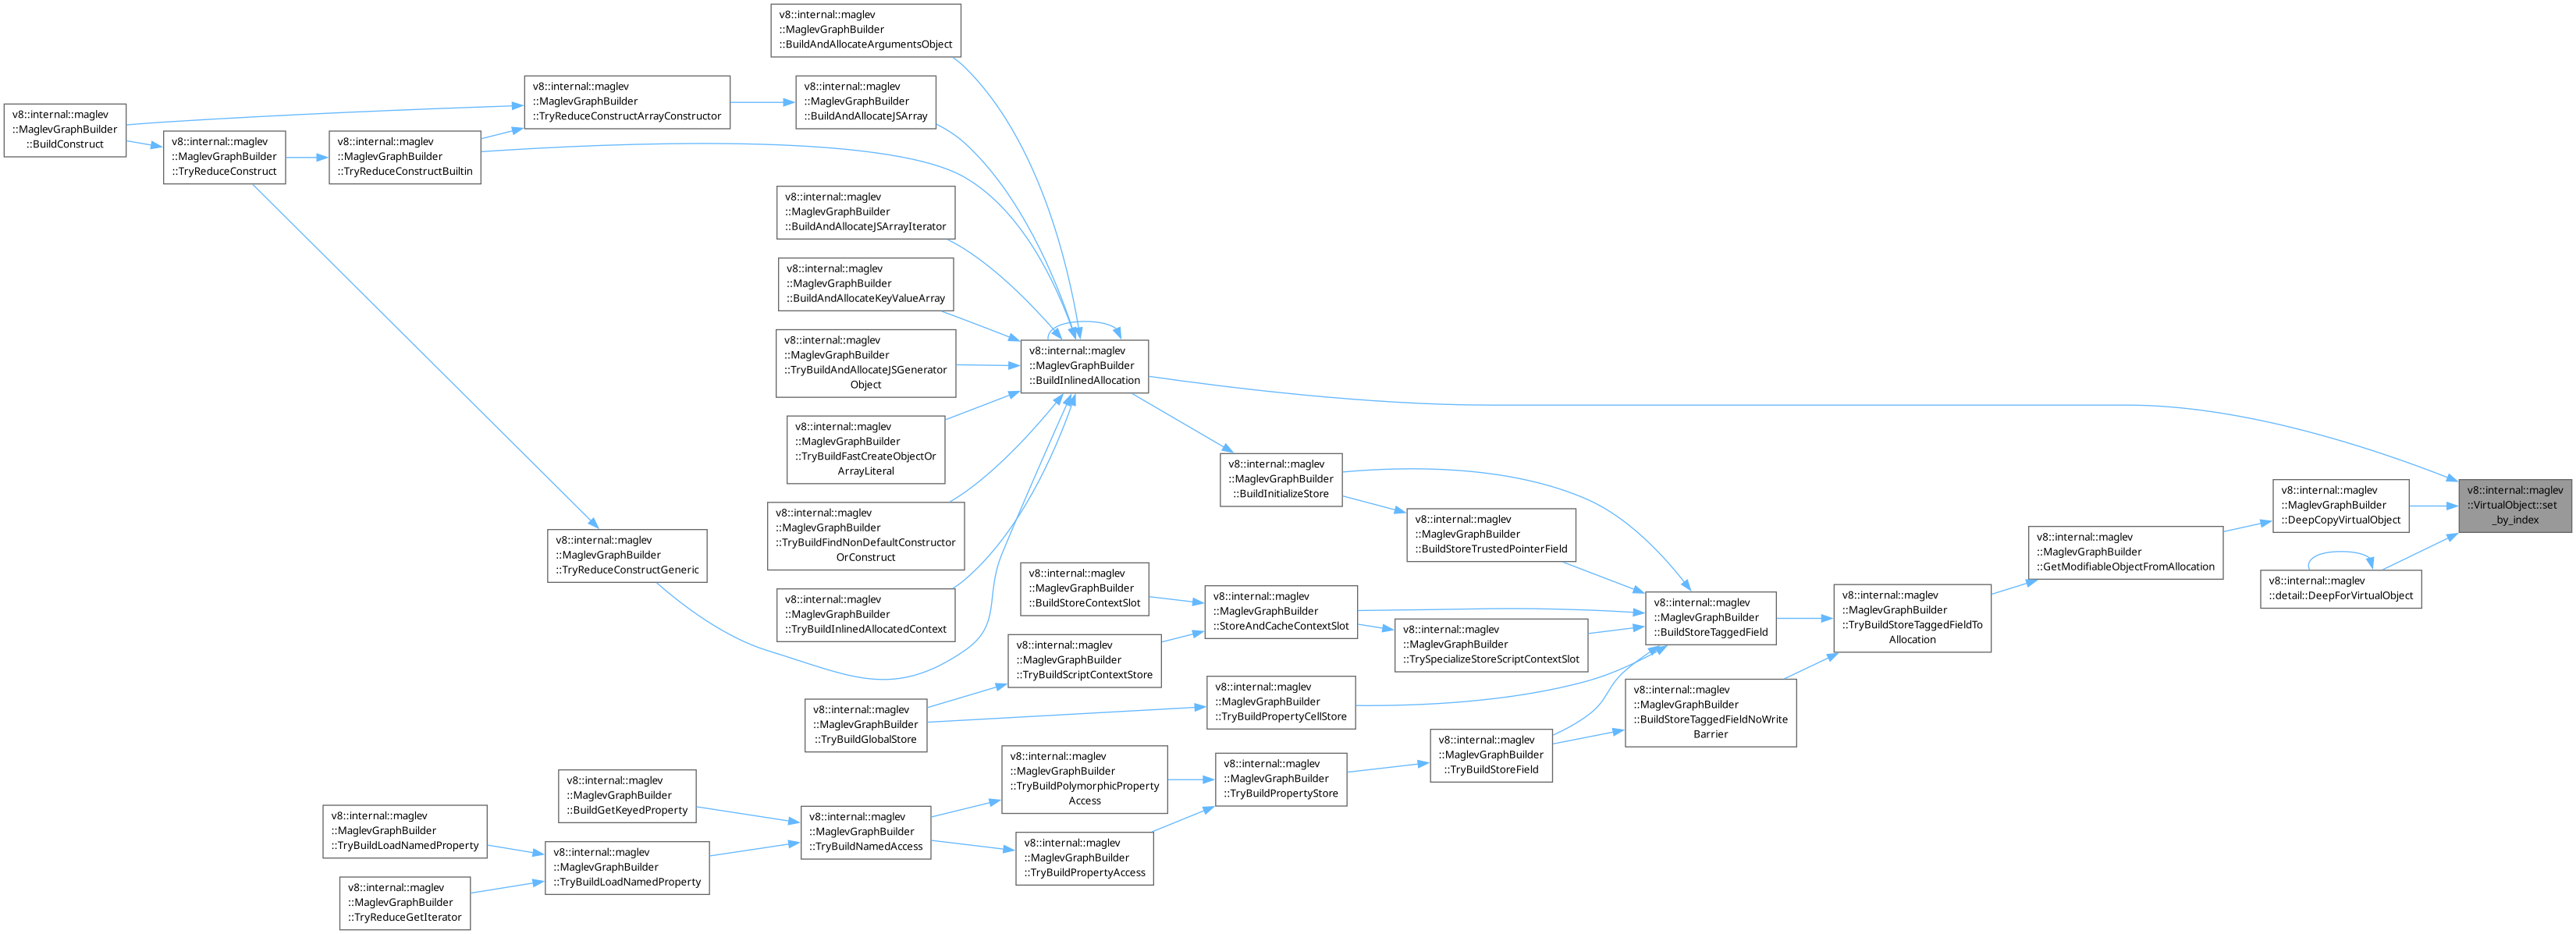 v8::internal::maglev
::MaglevGraphBuilder
::BuildAndAllocateArgumentsObject
v8::internal::maglev
::MaglevGraphBuilder
::BuildConstruct
v8::internal::maglev
::MaglevGraphBuilder
::TryReduceConstruct
v8::internal::maglev
::MaglevGraphBuilder
::TryReduceConstructBuiltin
v8::internal::maglev
::MaglevGraphBuilder
::TryReduceConstructArrayConstructor
v8::internal::maglev
::MaglevGraphBuilder
::BuildAndAllocateJSArray
v8::internal::maglev
::MaglevGraphBuilder
::BuildAndAllocateJSArrayIterator
v8::internal::maglev
::MaglevGraphBuilder
::BuildAndAllocateKeyValueArray
v8::internal::maglev
::MaglevGraphBuilder
::TryBuildAndAllocateJSGenerator
Object
v8::internal::maglev
::MaglevGraphBuilder
::BuildInlinedAllocation
v8::internal::maglev
::MaglevGraphBuilder
::TryBuildFastCreateObjectOr
ArrayLiteral
v8::internal::maglev
::MaglevGraphBuilder
::TryBuildFindNonDefaultConstructor
OrConstruct
v8::internal::maglev
::MaglevGraphBuilder
::TryReduceConstructGeneric
v8::internal::maglev
::MaglevGraphBuilder
::TryBuildInlinedAllocatedContext
v8::internal::maglev
::MaglevGraphBuilder
::BuildInitializeStore
v8::internal::maglev
::MaglevGraphBuilder
::BuildStoreTrustedPointerField
v8::internal::maglev
::VirtualObject::set
_by_index
v8::internal::maglev
::MaglevGraphBuilder
::DeepCopyVirtualObject
v8::internal::maglev
::MaglevGraphBuilder
::GetModifiableObjectFromAllocation
v8::internal::maglev
::detail::DeepForVirtualObject
v8::internal::maglev
::MaglevGraphBuilder
::TryBuildStoreTaggedFieldTo
Allocation
v8::internal::maglev
::MaglevGraphBuilder
::BuildStoreTaggedField
v8::internal::maglev
::MaglevGraphBuilder
::BuildStoreContextSlot
v8::internal::maglev
::MaglevGraphBuilder
::StoreAndCacheContextSlot
v8::internal::maglev
::MaglevGraphBuilder
::TrySpecializeStoreScriptContextSlot
v8::internal::maglev
::MaglevGraphBuilder
::TryBuildScriptContextStore
v8::internal::maglev
::MaglevGraphBuilder
::TryBuildGlobalStore
v8::internal::maglev
::MaglevGraphBuilder
::TryBuildPropertyCellStore
v8::internal::maglev
::MaglevGraphBuilder
::BuildStoreTaggedFieldNoWrite
Barrier
v8::internal::maglev
::MaglevGraphBuilder
::TryBuildStoreField
v8::internal::maglev
::MaglevGraphBuilder
::TryBuildPropertyStore
v8::internal::maglev
::MaglevGraphBuilder
::TryBuildPolymorphicProperty
Access
v8::internal::maglev
::MaglevGraphBuilder
::TryBuildPropertyAccess
v8::internal::maglev
::MaglevGraphBuilder
::TryBuildNamedAccess
v8::internal::maglev
::MaglevGraphBuilder
::BuildGetKeyedProperty
v8::internal::maglev
::MaglevGraphBuilder
::TryBuildLoadNamedProperty
v8::internal::maglev
::MaglevGraphBuilder
::TryBuildLoadNamedProperty
v8::internal::maglev
::MaglevGraphBuilder
::TryReduceGetIterator